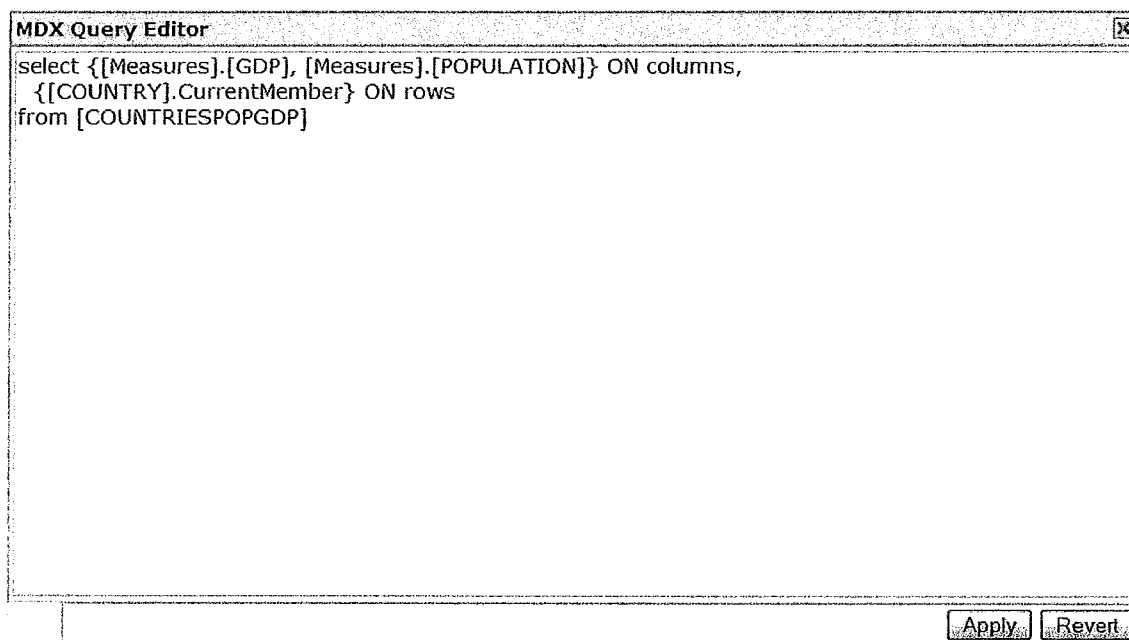 MDX Query Editor
select {[Measures].[GDP], [Measures].[POPULATION]} ON columns,
{[COUNTRY].CurrentMember} ON rows
from [COUNTRIESPOPGDP]
Apply Revert